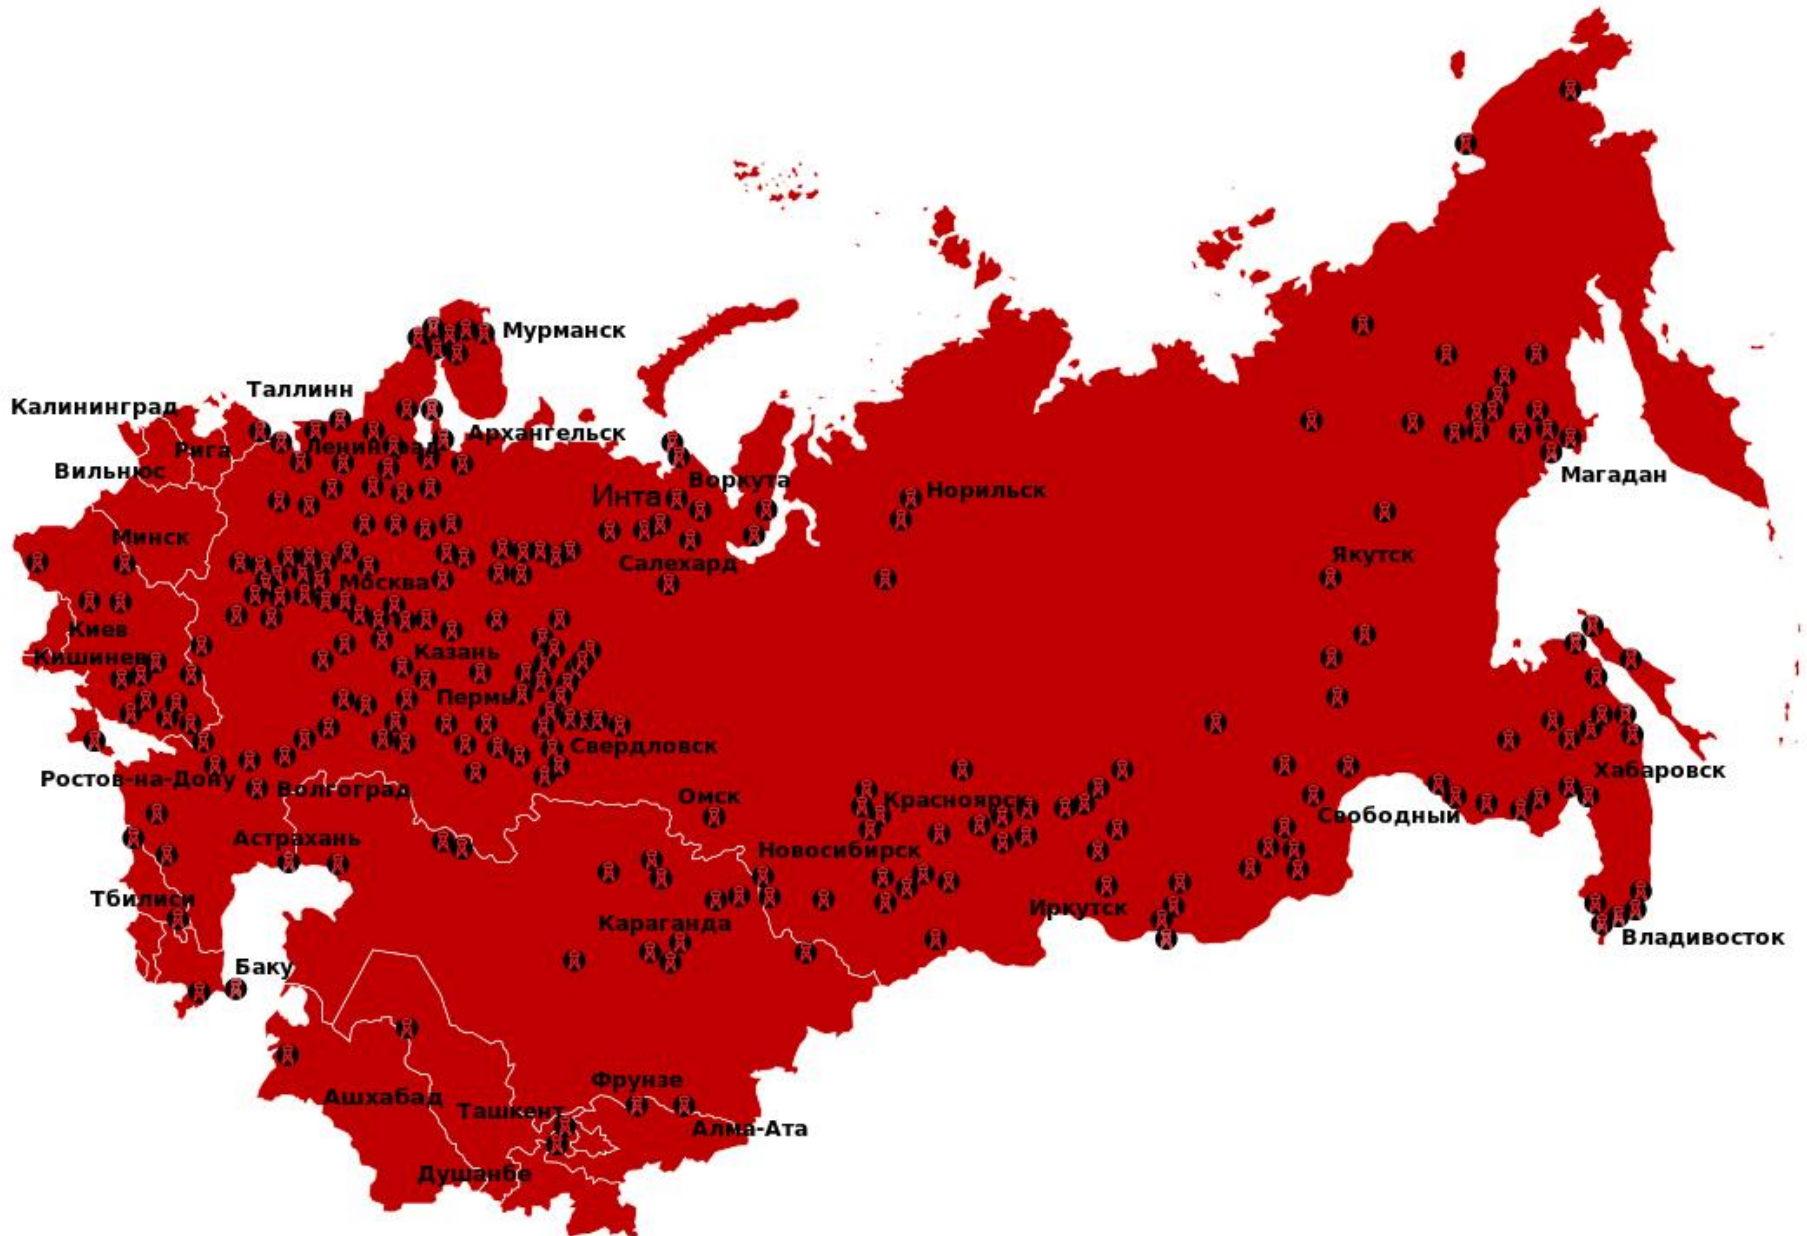 Мурманск
Таллинн
Калининград
Архангельск
Ленинград
Рига
Вильнюс
Магадан
Воркута
Норильск
Инта
Минск
Якутск
Салехард
Москва
Киев
Казань
Кишинев
Пермь
Свердловск
Хабаровск
Ростов-на-Дону
Волгоград
Омск
Красноярск
Свободный
Астрахань
Новосибирск
Тбилиси
Иркутск
Караганда
Владивосток
Баку
Фрунзе
Ашхабад
Ташкент
Алма-Ата
Душанбе